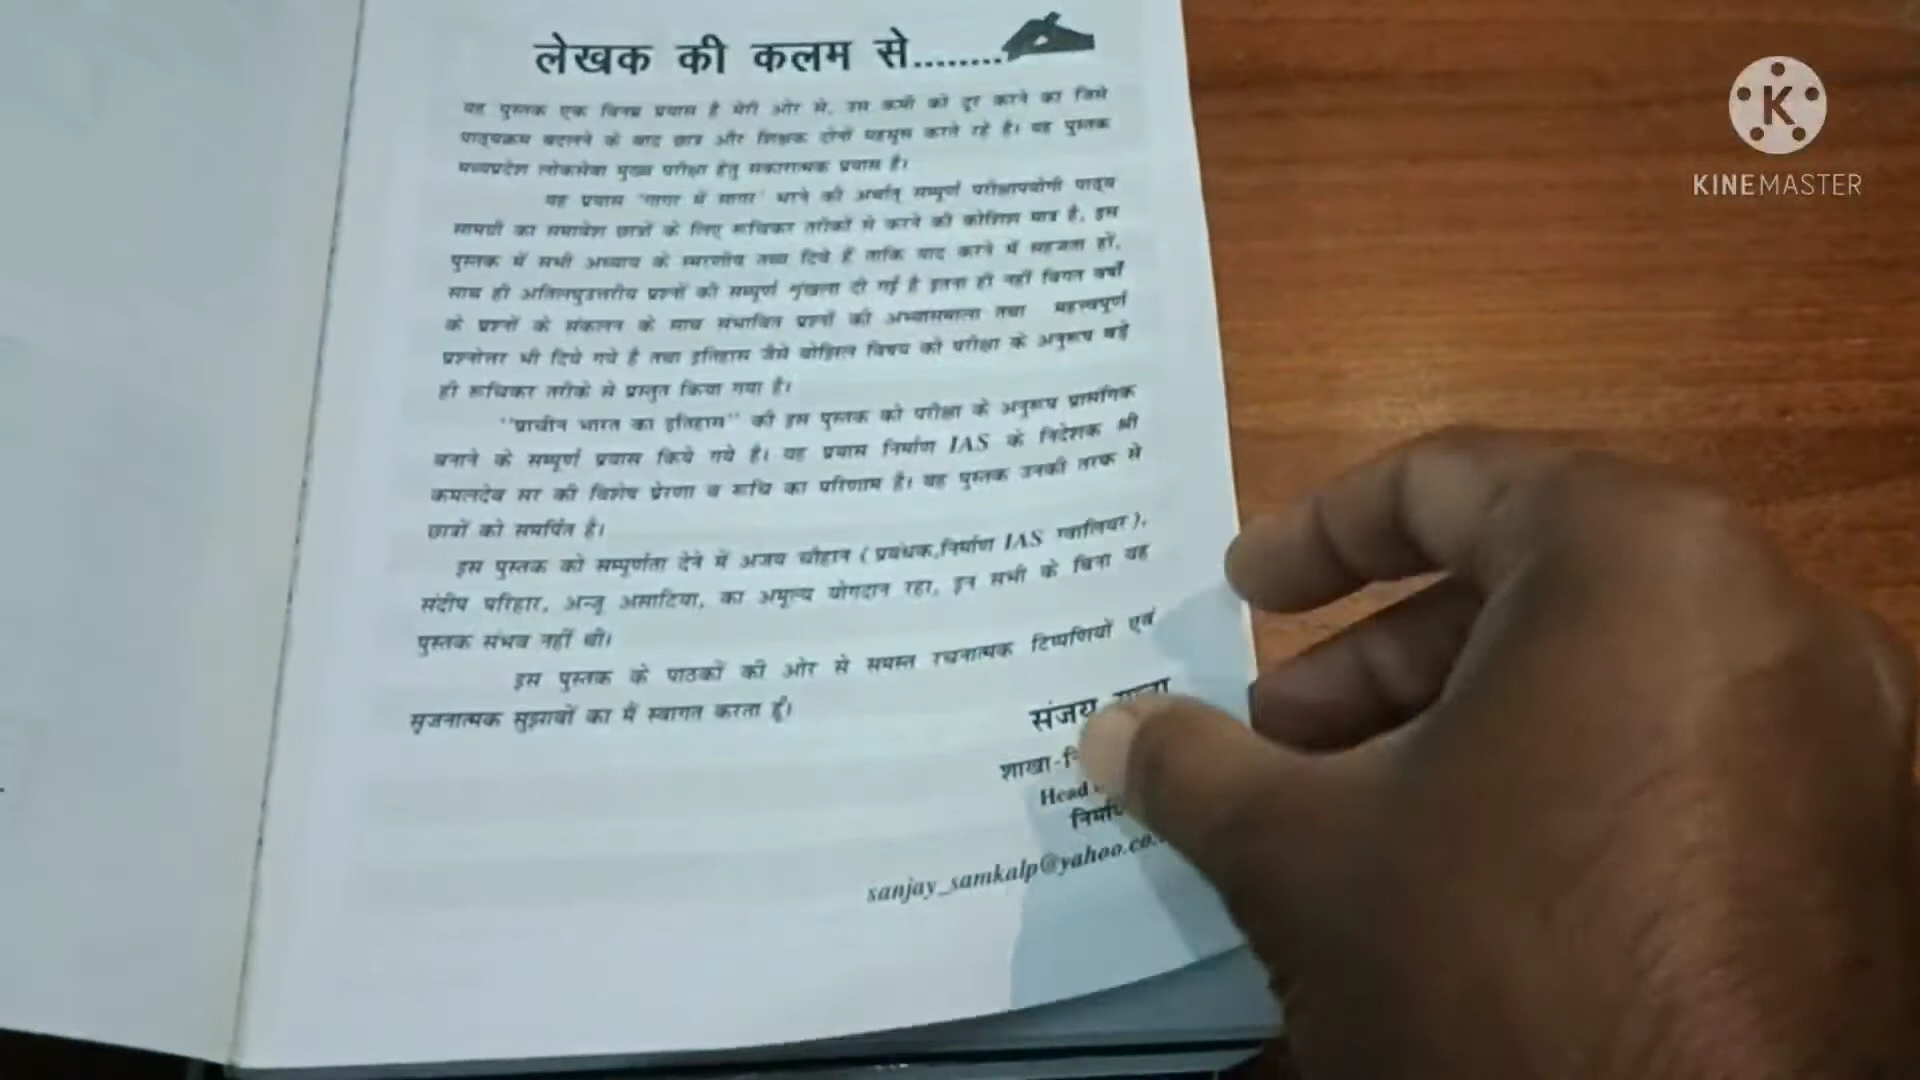 लेखक की कलम से........
यह पुस्तक एक विनम्र प्रयास है मेरी ओर से, उस कमी को दूर करने का जिसे
पाठ्यक्रम बदलने के बाद छात्र और शिक्षक दोनों महसूस करते रहे है। यह पुस्तक
मध्यप्रदेश लोकसेवा मुख्य परीक्षा हेतु सकारात्मक प्रयास है।
यह प्रयास 'गागर में सागर' भरने की अर्थात् सम्पूर्ण परीक्षापयोगी पाठ्य
सामग्री का समावेश छात्रों के लिए रूचिकर तरीकों से करने की कोशिश मात्र है, इस
पुस्तक में सभी अध्याय के स्मरणीय तथ्य दिये हैं ताकि याद करने में सहजता हों,
साथ ही अतिलघुउत्तरीय प्रश्नों की सम्पूर्ण शृंखला दी गई है इतना ही नहीं विगत वर्षों
के प्रश्नों के संकलन के साथ संभावित प्रश्नों की अभ्यासमाला तथा महत्त्वपूर्ण
प्रश्नोत्तर भी दिये गये है तथा इतिहास जैसे बोझिल विषय को परीक्षा के अनुरूप बड़े
ही रूचिकर तरीके से प्रस्तुत किया गया है।
''प्राचीन भारत का इतिहास'' की इस पुस्तक को परीक्षा के अनुरूप प्रासंगिक
बनाने के सम्पूर्ण प्रयास किये गये है। यह प्रयास निर्माण IAS के निदेशक श्री
कमलदेव सर की विशेष प्रेरणा व रूचि का परिणाम है। यह पुस्तक उनकी तरफ से
छात्रों को समर्पित है।
इस पुस्तक को सम्पूर्णता देने में अजय चौहान (प्रबंधक,निर्माण IAS ग्वालियर),
संदीप परिहार, अन्जू असाटिया, का अमूल्य योगदान रहा, इन सभी के बिना यह
पुस्तक संभव नहीं थी।
इस पुस्तक के पाठकों की ओर से समस्त रचनात्मक टिप्पणियों एवं
सृजनात्मक सुझावों का मैं स्वागत करता हूँ।
संजय
शाखा-
Head
sanjay_samkalp@yahoo.co.
KINEMASTER